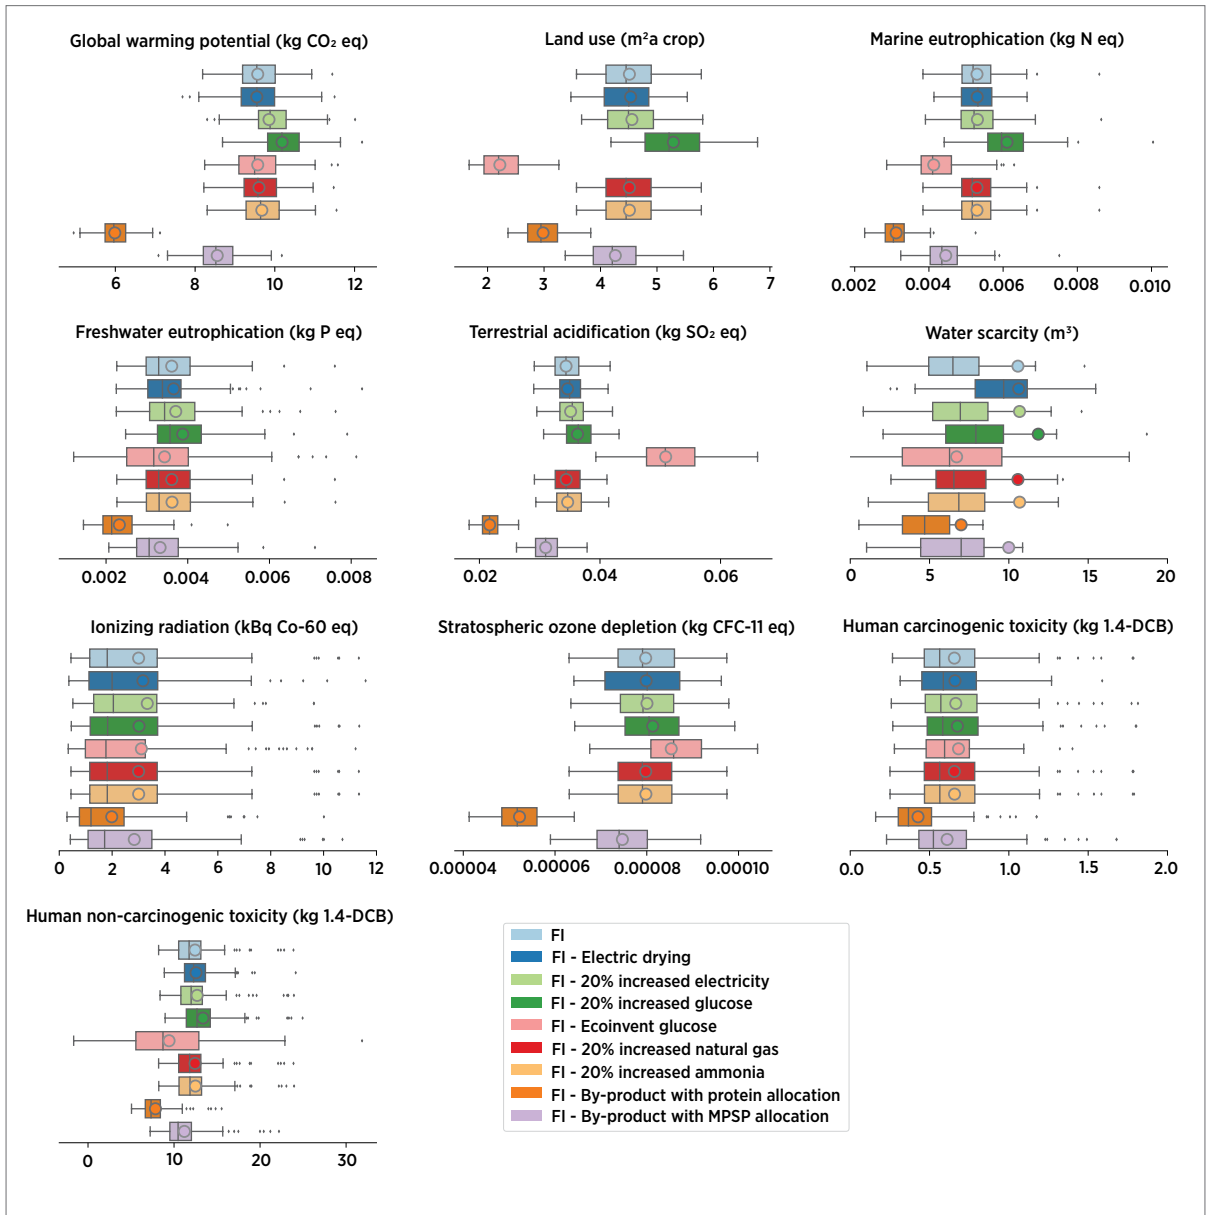 Global warming potential (kg CO₂ eq)
Land use (m²a crop)
Marine eutrophication (kg N eq)
6 8 10 12
2 3 4 5 6 7
0.002 0.004 0.006 0.008 0.010
Freshwater eutrophication (kg P eq)
Terrestrial acidification (kg SO₂ eq)
Water scarcity (m³)
0.002 0.004 0.006 0.008
0.02 0.04 0.06
0 5 10 15 20
Ionizing radiation (kBq Co-60 eq)
Stratospheric ozone depletion (kg CFC-11 eq)
Human carcinogenic toxicity (kg 1.4-DCB)
0 2 4 6 8 10 12
0.00004 0.00006 0.00008 0.00010
0.0 0.5 1.0 1.5 2.0
Human non-carcinogenic toxicity (kg 1.4-DCB)
0 10 20 30
FI
FI - Electric drying
FI - 20% increased electricity
FI - 20% increased glucose
FI - Ecoinvent glucose
FI - 20% increased natural gas
FI - 20% increased ammonia
FI - By-product with protein allocation
FI - By-product with MPSP allocation